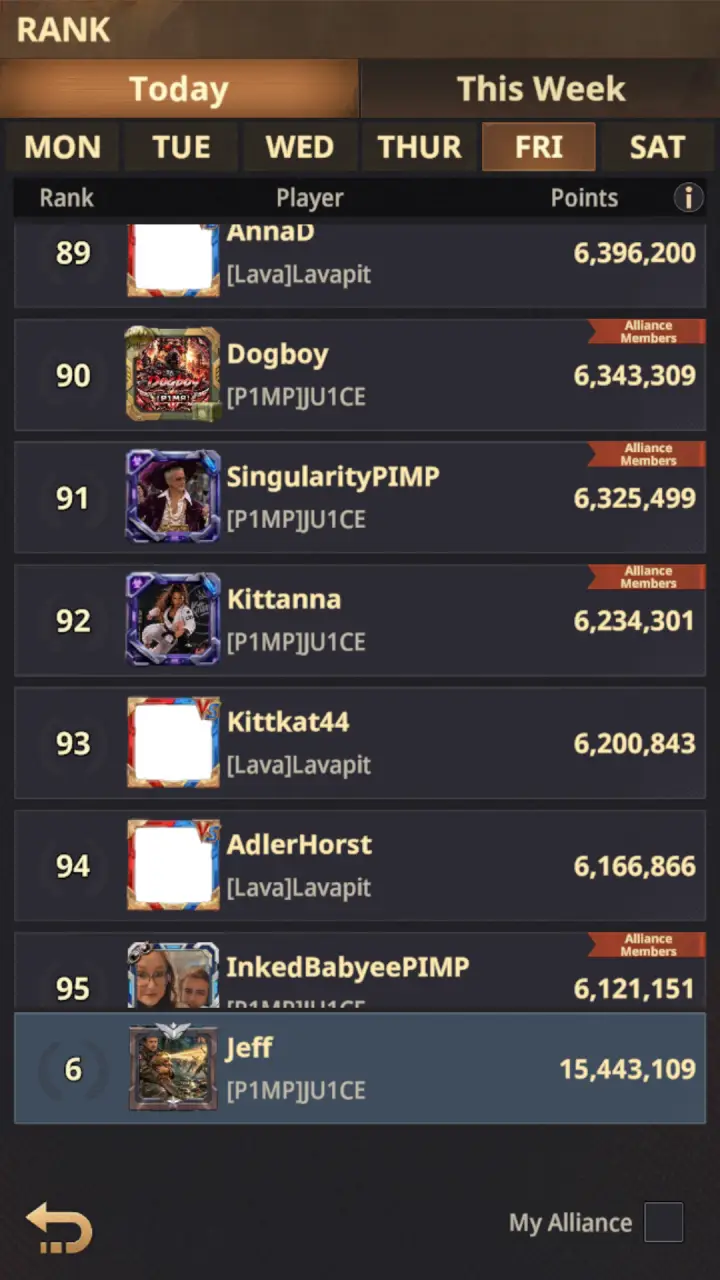 RANK
Today
This Week
MON TUE WED THUR FRI SAT
Rank Player Points i
89 AnnaD 6,396,200
[Lava]Lavapit
Alliance Members
90 Dogboy 6,343,309
[P1MP]JU1CE
Alliance Members
91 SingularityPIMP 6,325,499
[P1MP]JU1CE
Alliance Members
92 Kittanna 6,234,301
[P1MP]JU1CE
93 Kittkat44 6,200,843
[Lava]Lavapit
94 AdlerHorst 6,166,866
[Lava]Lavapit
Alliance Members
95 InkedBabyeePIMP 6,121,151
[P1MP]JU1CE
6 Jeff 15,443,109
[P1MP]JU1CE
My Alliance